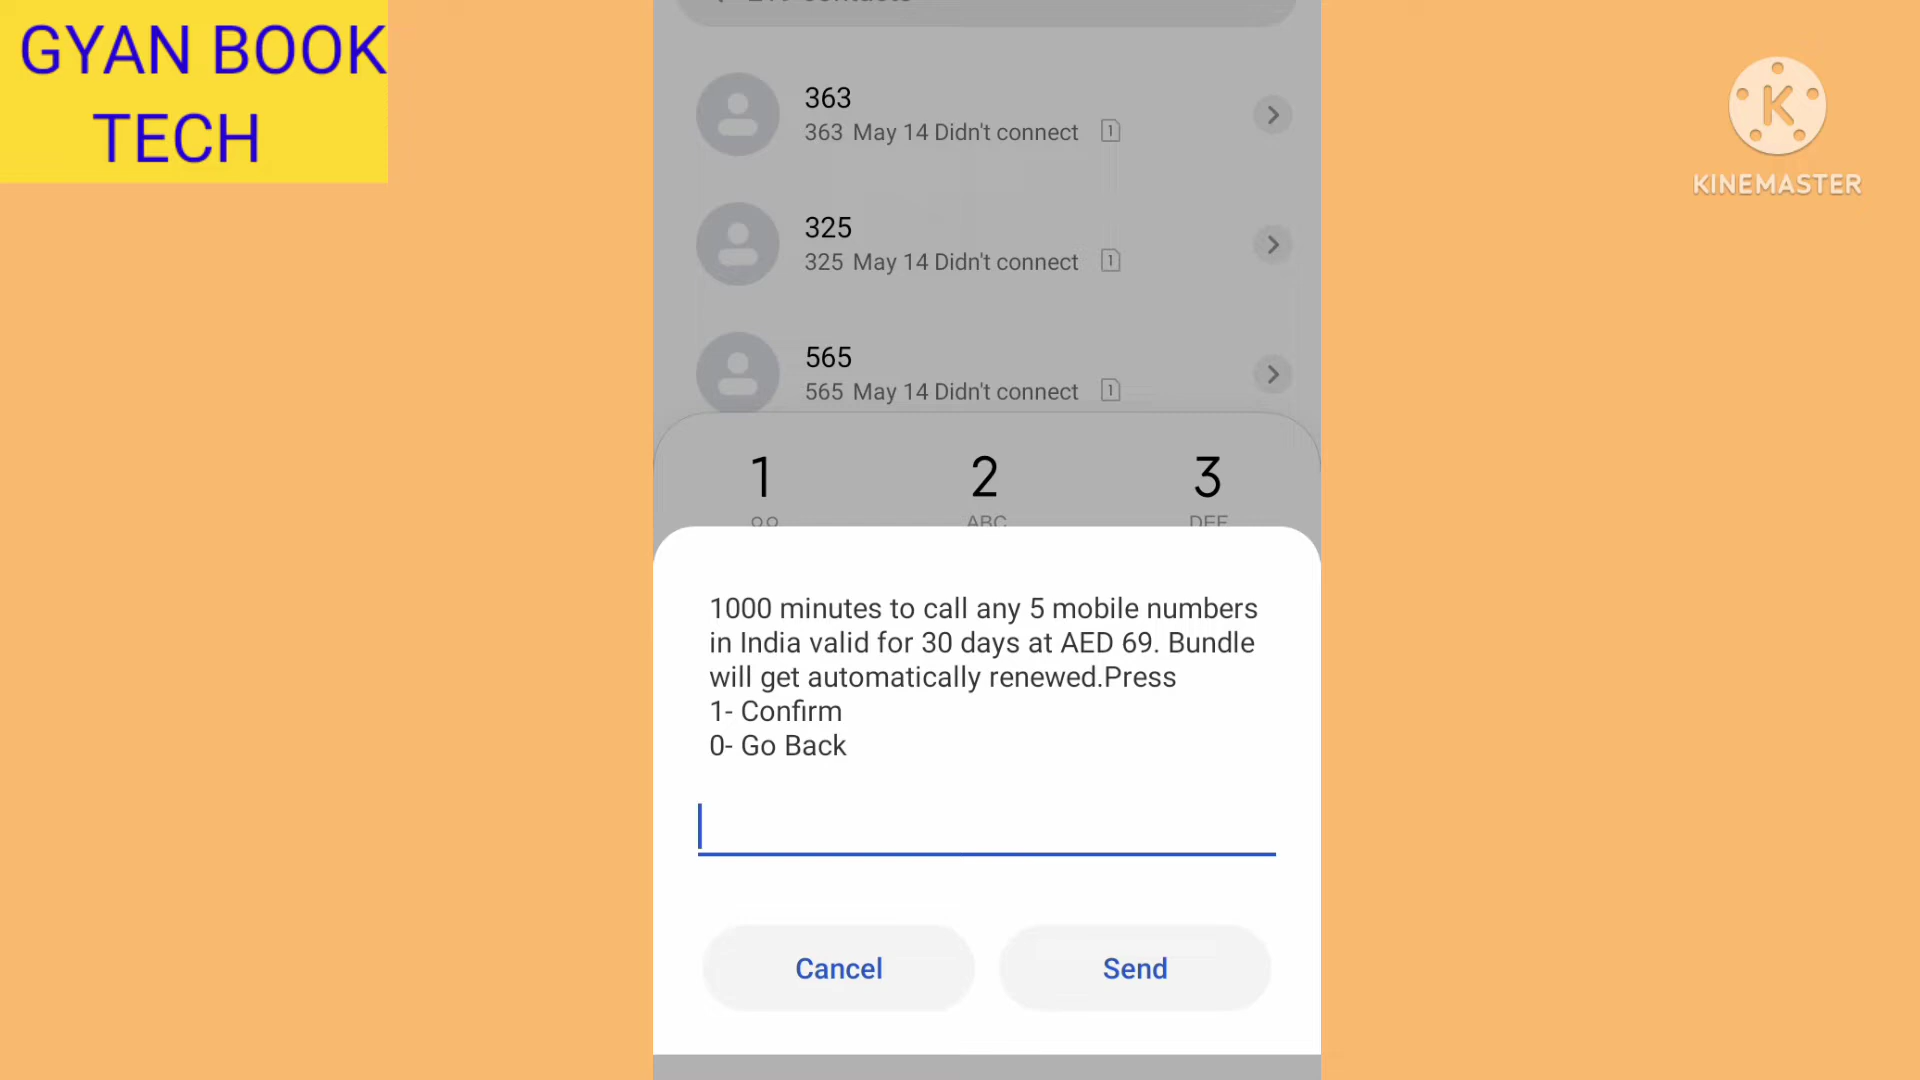 GYAN BOOK
TECH
K
KINEMASTER
363
363 May 14 Didn't connect 1
325
325 May 14 Didn't connect 1
565
565 May 14 Didn't connect 1
1 2 3
ABC DEF
1000 minutes to call any 5 mobile numbers
in India valid for 30 days at AED 69. Bundle
will get automatically renewed.Press
1- Confirm
0- Go Back
Cancel Send